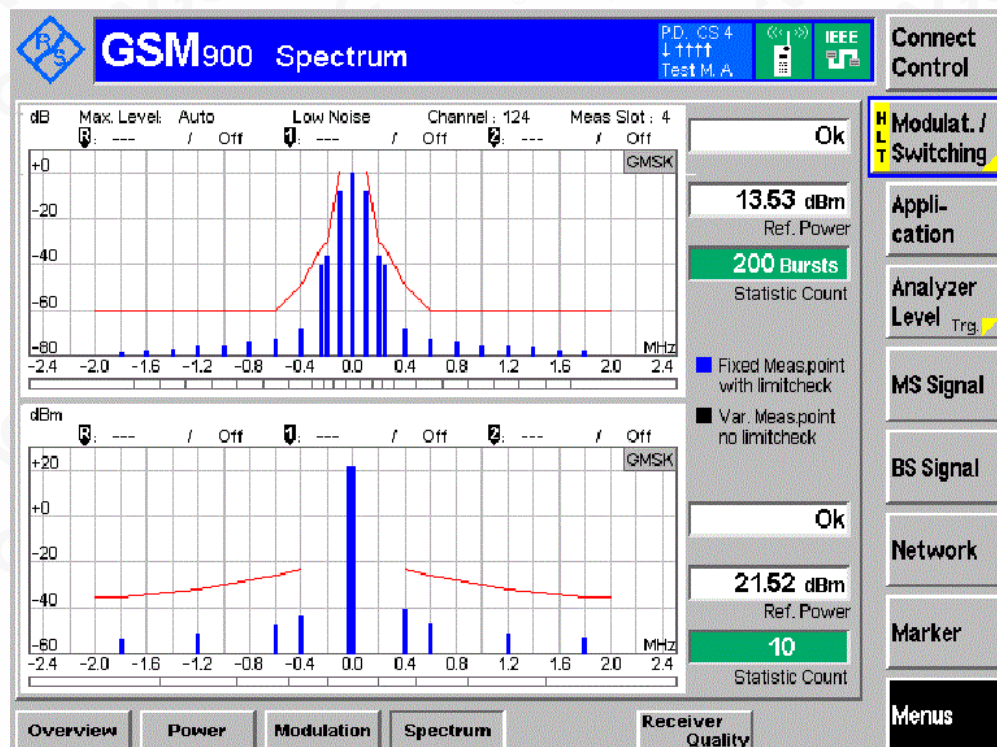 R/S
GSM900 Spectrum
P.D. CS 4
↓ ↑↑↑↑
Test M. A
IEEE
Connect
Control
dB Max. Level: Auto Low Noise Channel : 124 Meas Slot : 4
R: --- / Off 1: --- / Off 2: --- / Off
GMSK
+0
-20
-40
-60
-80
MHz
-2.4 -2.0 -1.6 -1.2 -0.8 -0.4 0.0 0.4 0.8 1.2 1.6 2.0 2.4
Ok
13.53 dBm
Ref. Power
200 Bursts
Statistic Count
Fixed Meas.point
with limitcheck
Var. Meas.point
no limitcheck
dBm
R: --- / Off 1: --- / Off 2: --- / Off
GMSK
+20
+0
-20
-40
-60
MHz
-2.4 -2.0 -1.6 -1.2 -0.8 -0.4 0.0 0.4 0.8 1.2 1.6 2.0 2.4
Ok
21.52 dBm
Ref. Power
10
Statistic Count
HLT
Modulat. /
Switching
Appli-
cation
Analyzer
Level Trg.
MS Signal
BS Signal
Network
Marker
Menus
Overview
Power
Modulation
Spectrum
Receiver
Quality